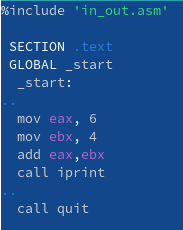 %include 'in_out.asm'
SECTION .text
GLOBAL _start
_start:
..
mov eax, 6
mov ebx, 4
add eax,ebx
call iprint
..
call quit